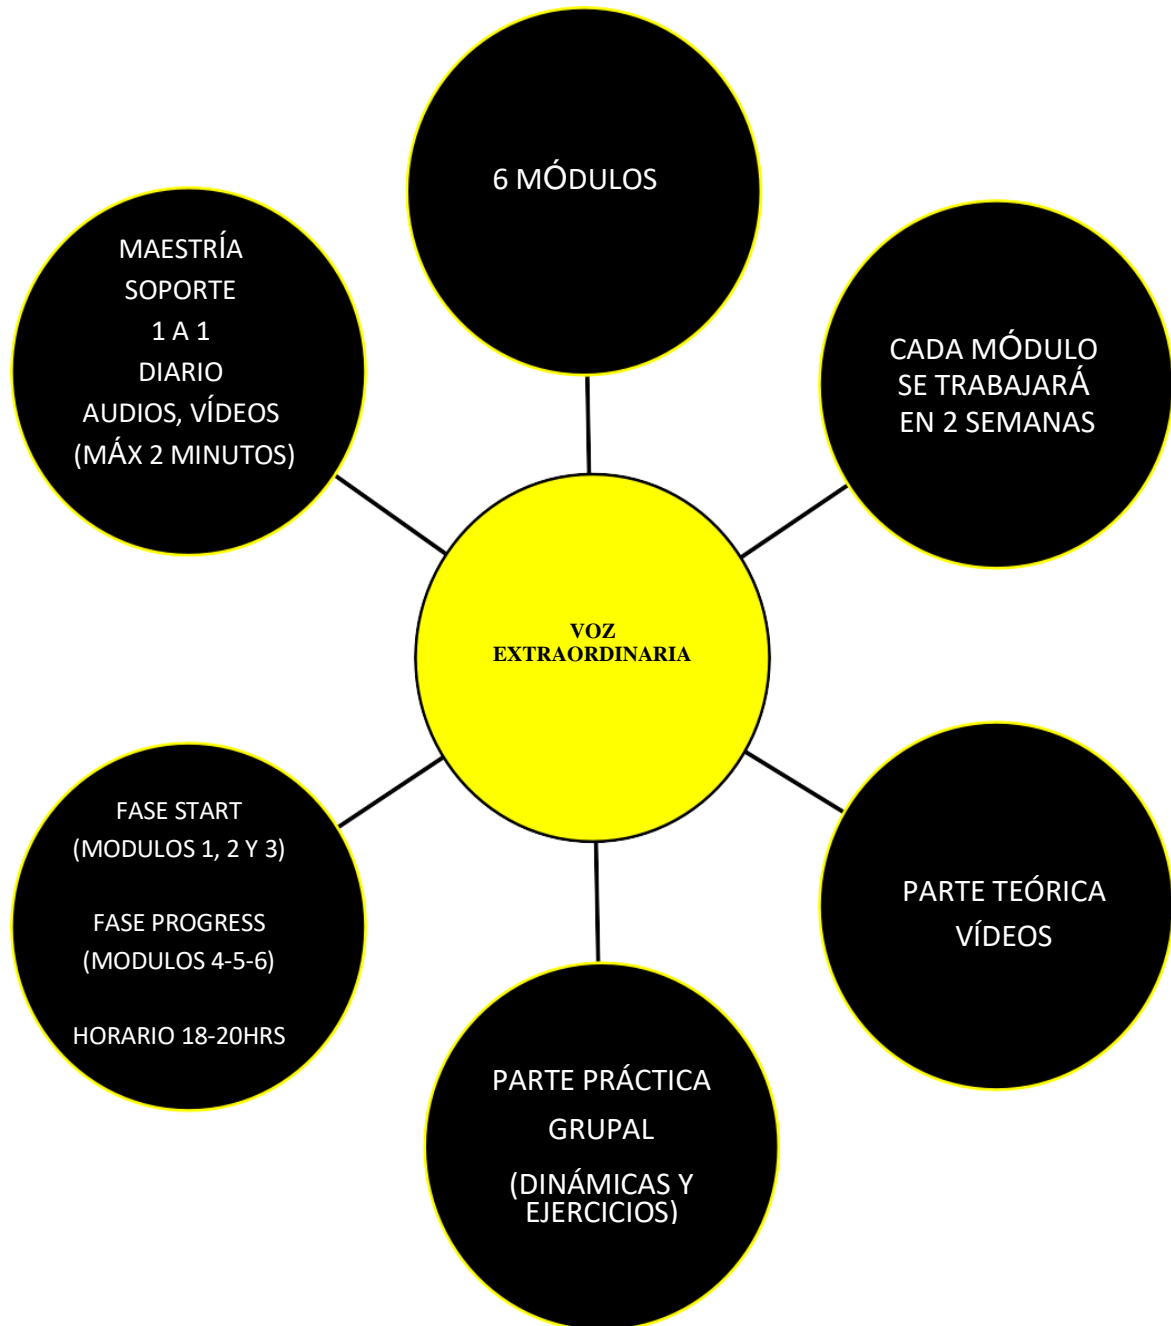 6 MÓDULOS
CADA MÓDULO
SE TRABAJARÁ
EN 2 SEMANAS
PARTE TEÓRICA
VÍDEOS
PARTE PRÁCTICA
GRUPAL
(DINÁMICAS Y
EJERCICIOS)
FASE START
(MODULOS 1, 2 Y 3)
FASE PROGRESS
(MODULOS 4-5-6)
HORARIO 18-20HRS
MAESTRÍA
SOPORTE
1 A 1
DIARIO
AUDIOS, VÍDEOS
(MÁX 2 MINUTOS)
VOZ
EXTRAORDINARIA